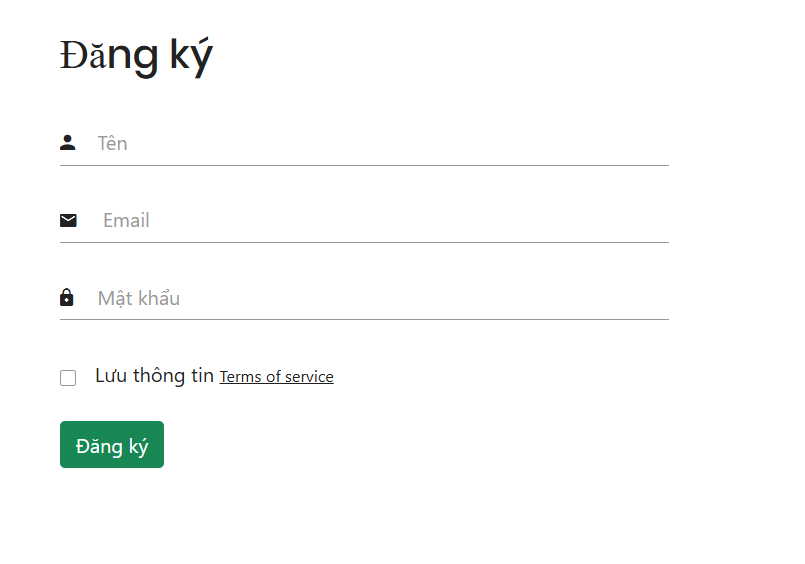 Đăng ký
Tên
Email
Mật khẩu
Lưu thông tin Terms of service
Đăng ký